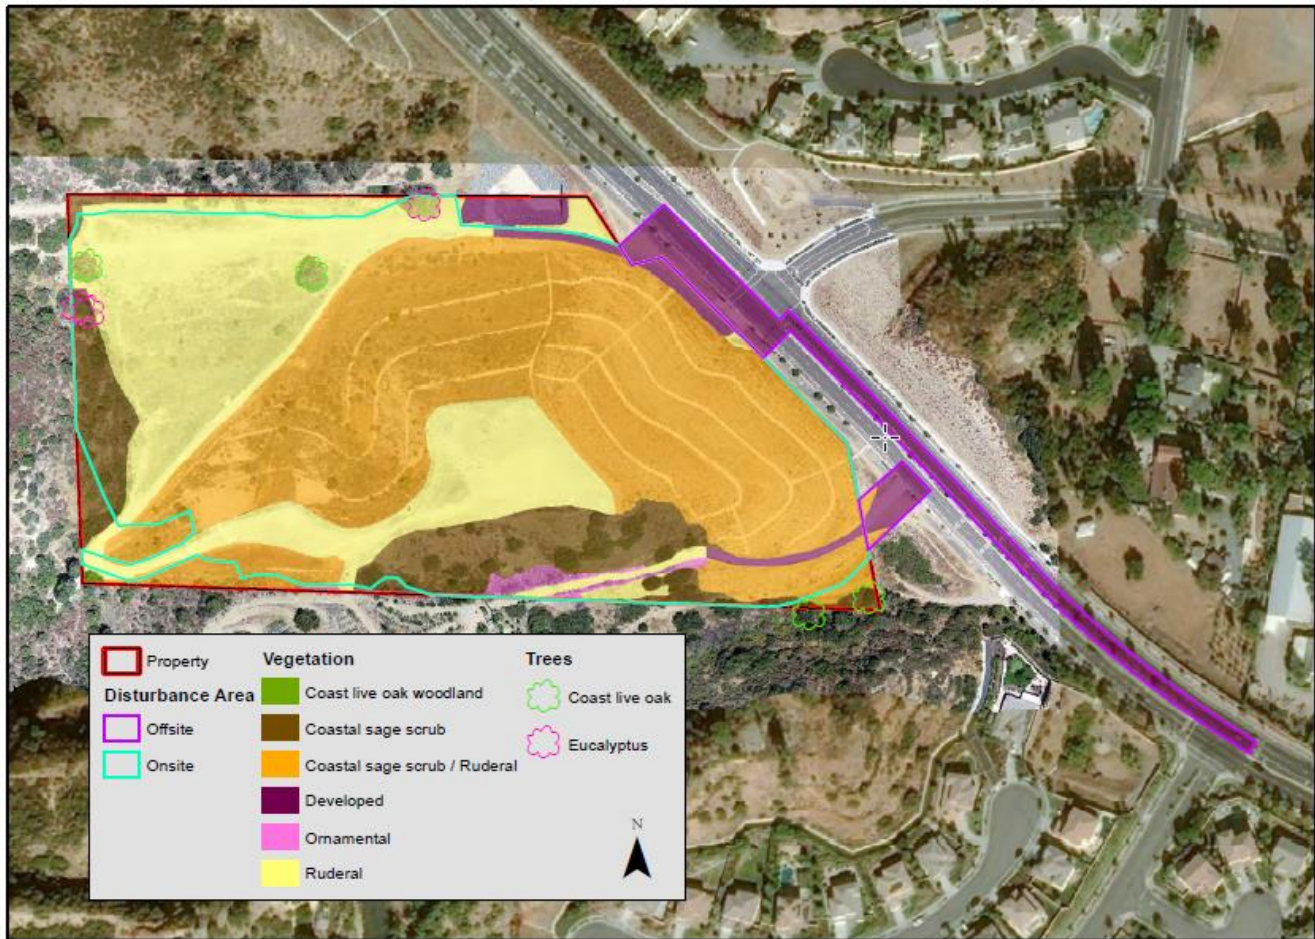 Property
Disturbance Area
Offsite
Onsite
Vegetation
Coast live oak woodland
Coastal sage scrub
Coastal sage scrub / Ruderal
Developed
Ornamental
Ruderal
Trees
Coast live oak
Eucalyptus
N